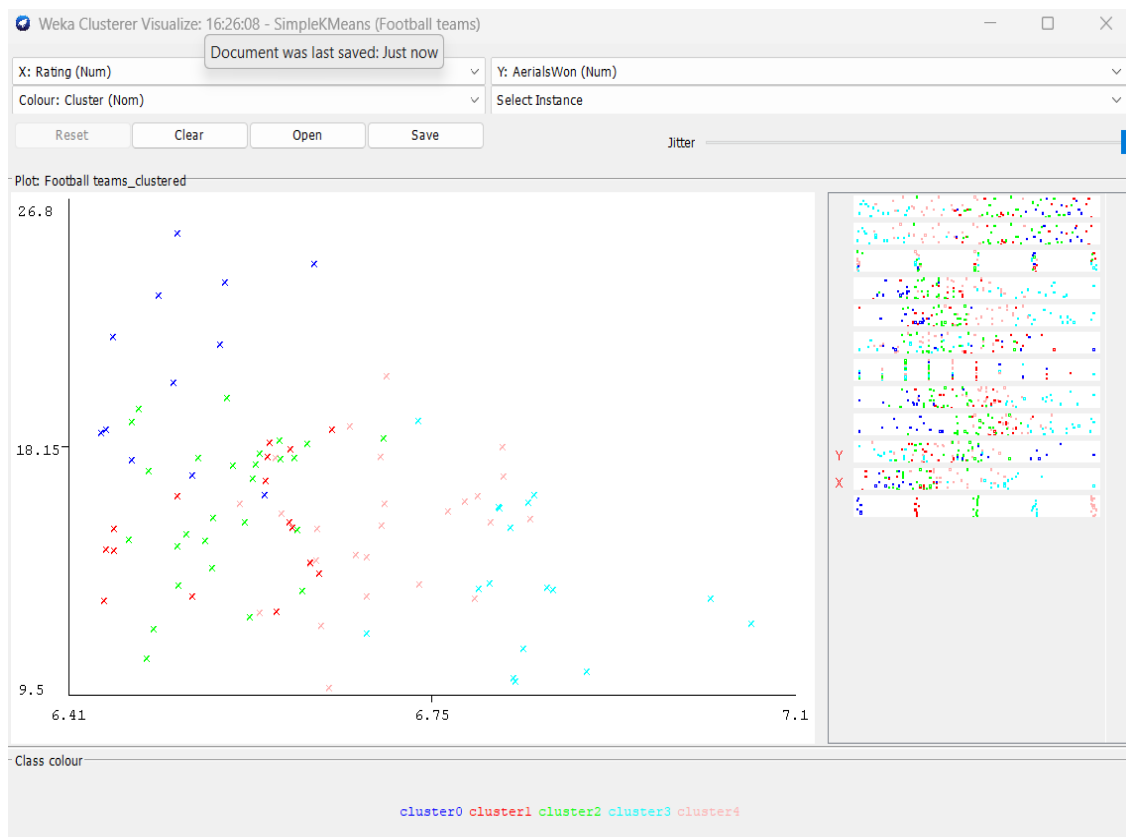 Weka Clusterer Visualize: 16:26:08 - SimpleKMeans (Football teams)
Document was last saved: Just now
X: Rating (Num)
Y: AerialsWon (Num)
Colour: Cluster (Nom)
Select Instance
Reset
Clear
Open
Save
Jitter
Plot: Football teams_clustered
26.8
18.15
9.5
6.41
6.75
7.1
Y
X
Class colour
cluster0 cluster1 cluster2 cluster3 cluster4